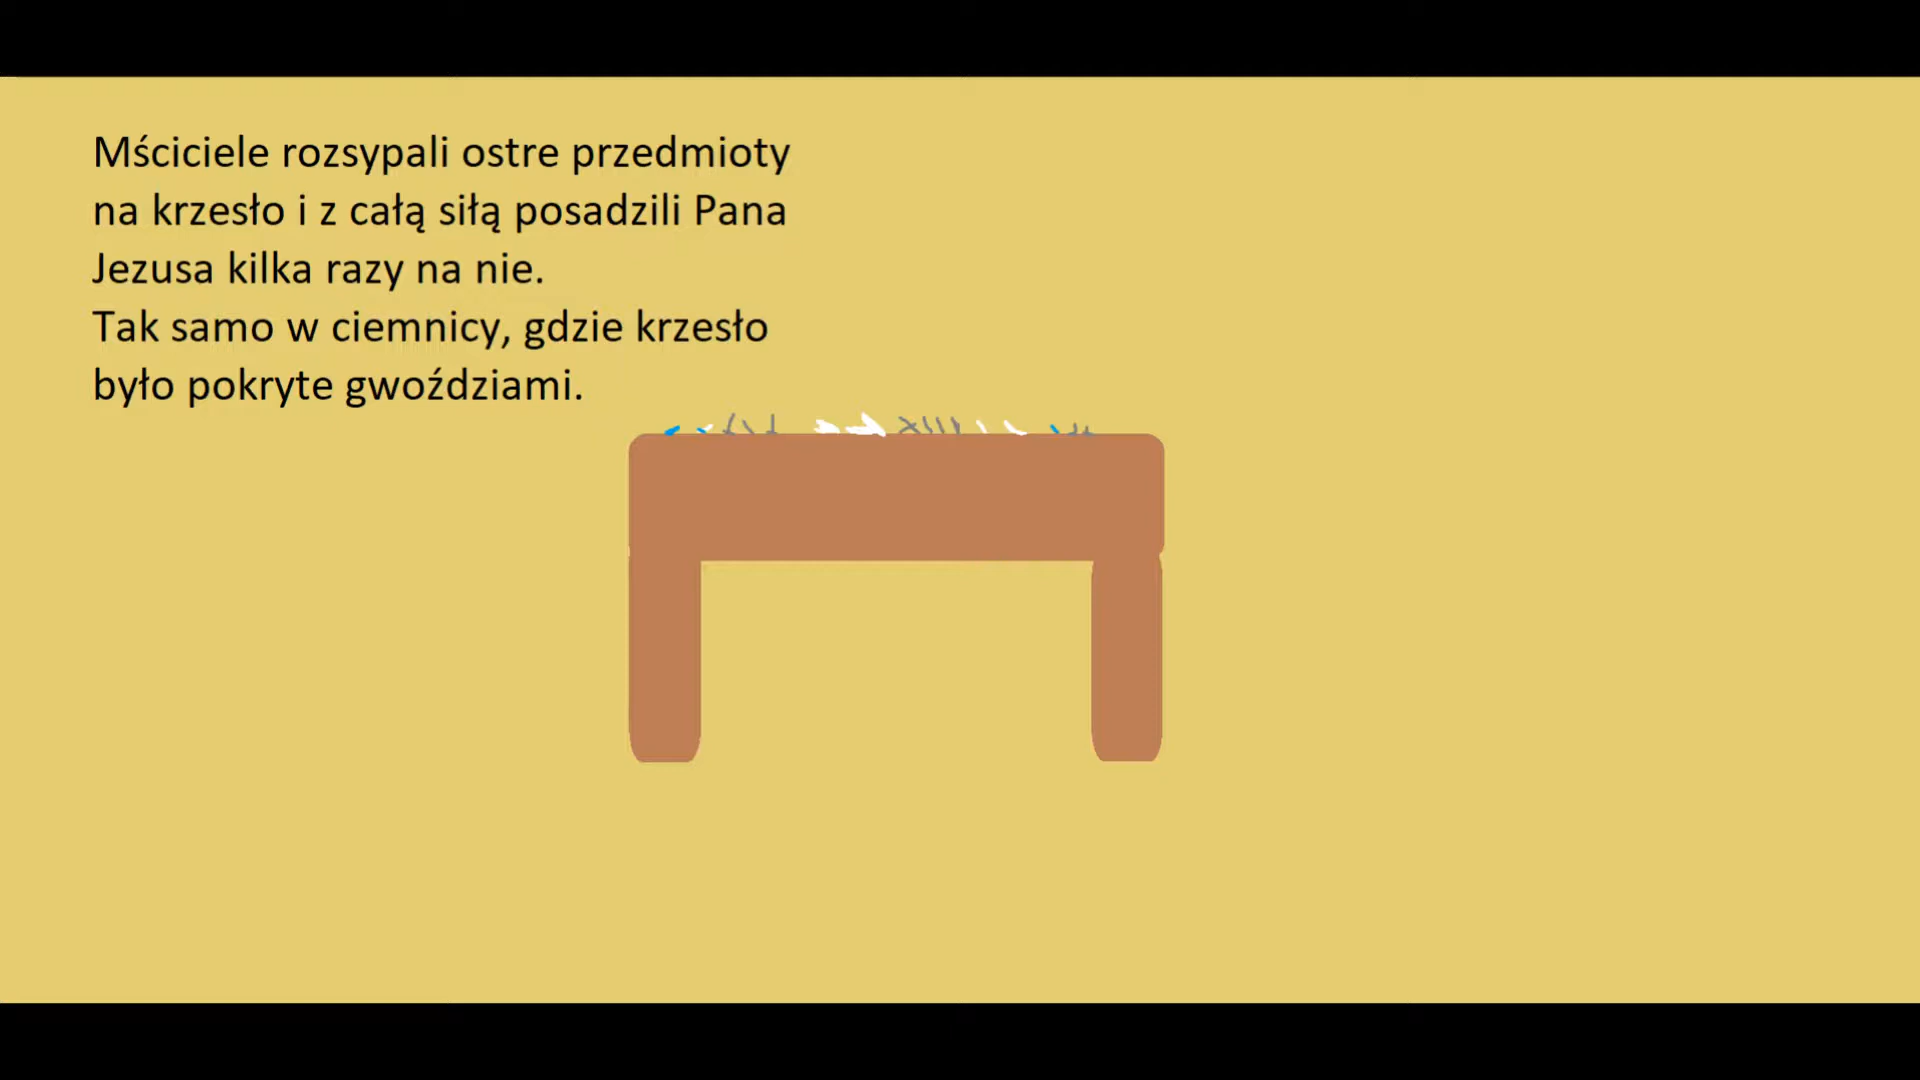 Mściciele rozsypali ostre przedmioty
na krzesło i z całą siłą posadzili Pana
Jezusa kilka razy na nie.
Tak samo w ciemnicy, gdzie krzesło
było pokryte gwoździami.